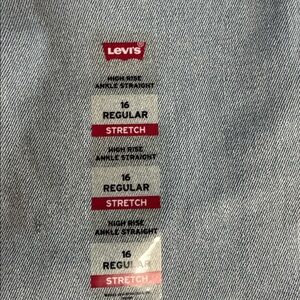 Levi's
HIGH RISE
ANKLE STRAIGHT
16
REGULAR
STRETCH
HIGH RISE
ANKLE STRAIGHT
16
REGULAR
STRETCH
HIGH RISE
ANKLE STRAIGHT
16
REGULAR
STRETCH